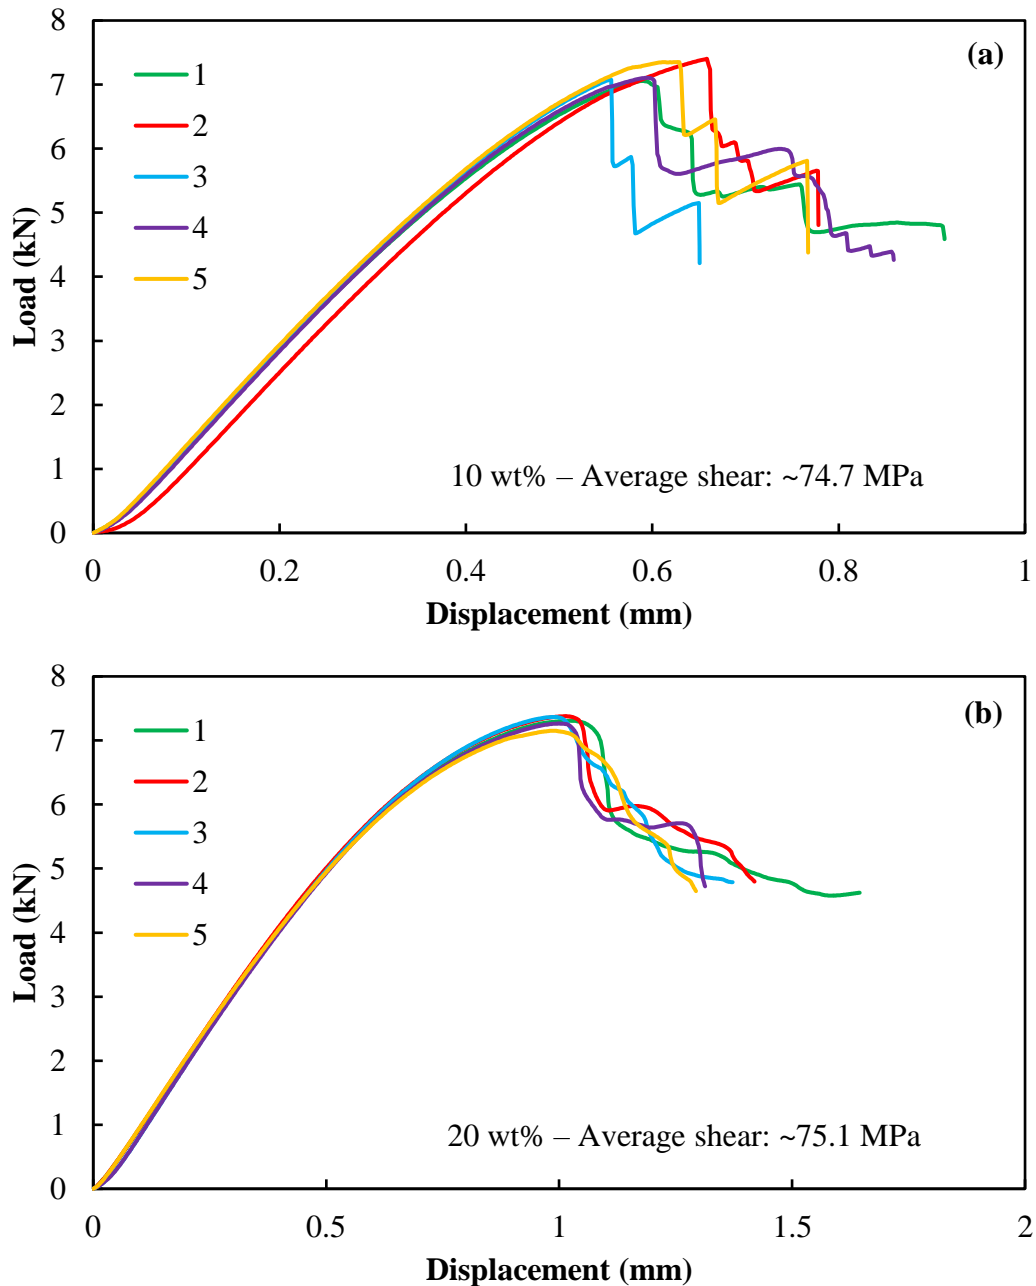 8
7
6
5
4
3
2
1
0
Load (kN)
1
2
3
4
5
(a)
10 wt% – Average shear: ~74.7 MPa
0 0.2 0.4 0.6 0.8 1
Displacement (mm)
8
7
6
5
4
3
2
1
0
Load (kN)
1
2
3
4
5
(b)
20 wt% – Average shear: ~75.1 MPa
0 0.5 1 1.5 2
Displacement (mm)